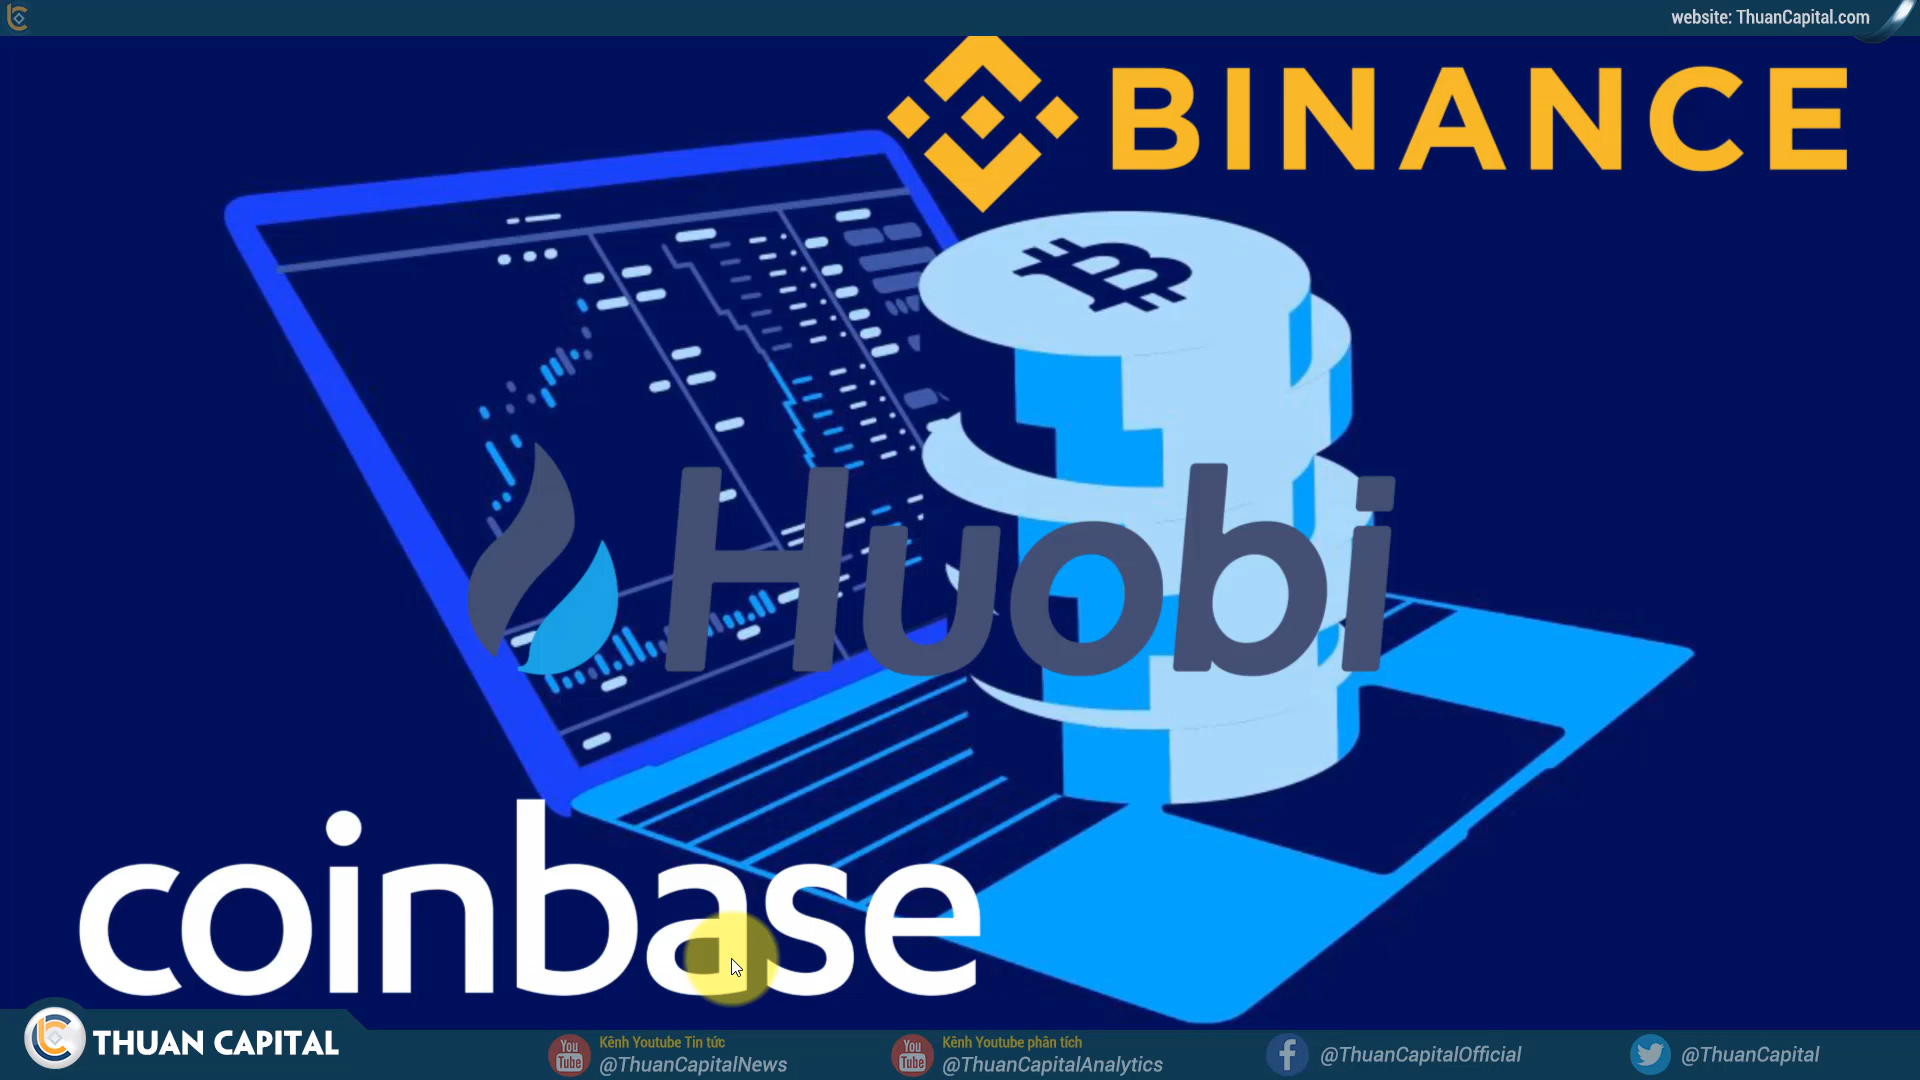 website: ThuanCapital.com
BINANCE
Huobi
coinbase
THUAN CAPITAL
You Tube
Kênh Youtube Tin tức
@ThuanCapitalNews
You Tube
Kênh Youtube phân tích
@ThuanCapitalAnalytics
@ThuanCapitalOfficial
@ThuanCapital